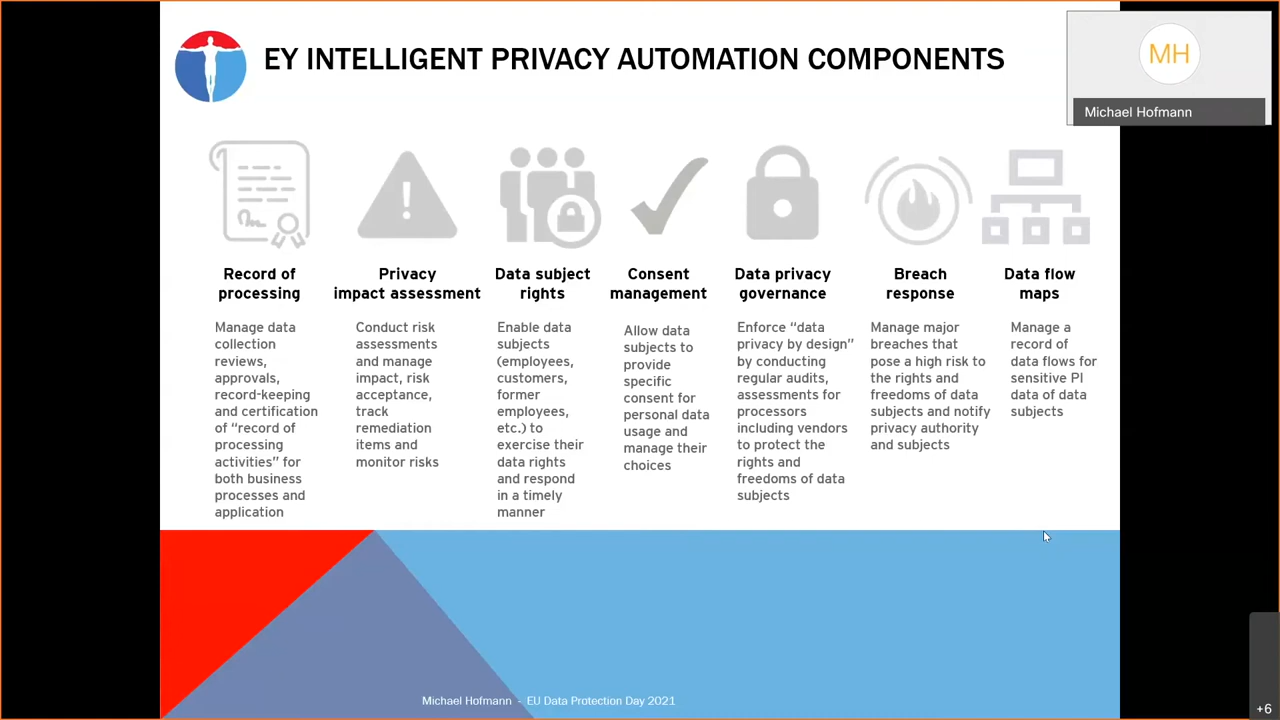 EY INTELLIGENT PRIVACY AUTOMATION COMPONENTS
MH
Michael Hofmann
Record of
processing
Manage data
collection
reviews,
approvals,
record-keeping
and certification
of “record of
processing
activities” for
both business
processes and
application
Privacy
impact assessment
Conduct risk
assessments
and manage
impact, risk
acceptance,
track
remediation
items and
monitor risks
Data subject
rights
Enable data
subjects
(employees,
customers,
former
employees,
etc.) to
exercise their
data rights
and respond
in a timely
manner
Consent
management
Allow data
subjects to
provide
specific
consent for
personal data
usage and
manage their
choices
Data privacy
governance
Enforce “data
privacy by design”
by conducting
regular audits,
assessments for
processors
including vendors
to protect the
rights and
freedoms of data
subjects
Breach
response
Manage major
breaches that
pose a high risk to
the rights and
freedoms of data
subjects and notify
privacy authority
and subjects
Data flow
maps
Manage a
record of
data flows for
sensitive PI
data of data
subjects
Michael Hofmann - EU Data Protection Day 2021
+6